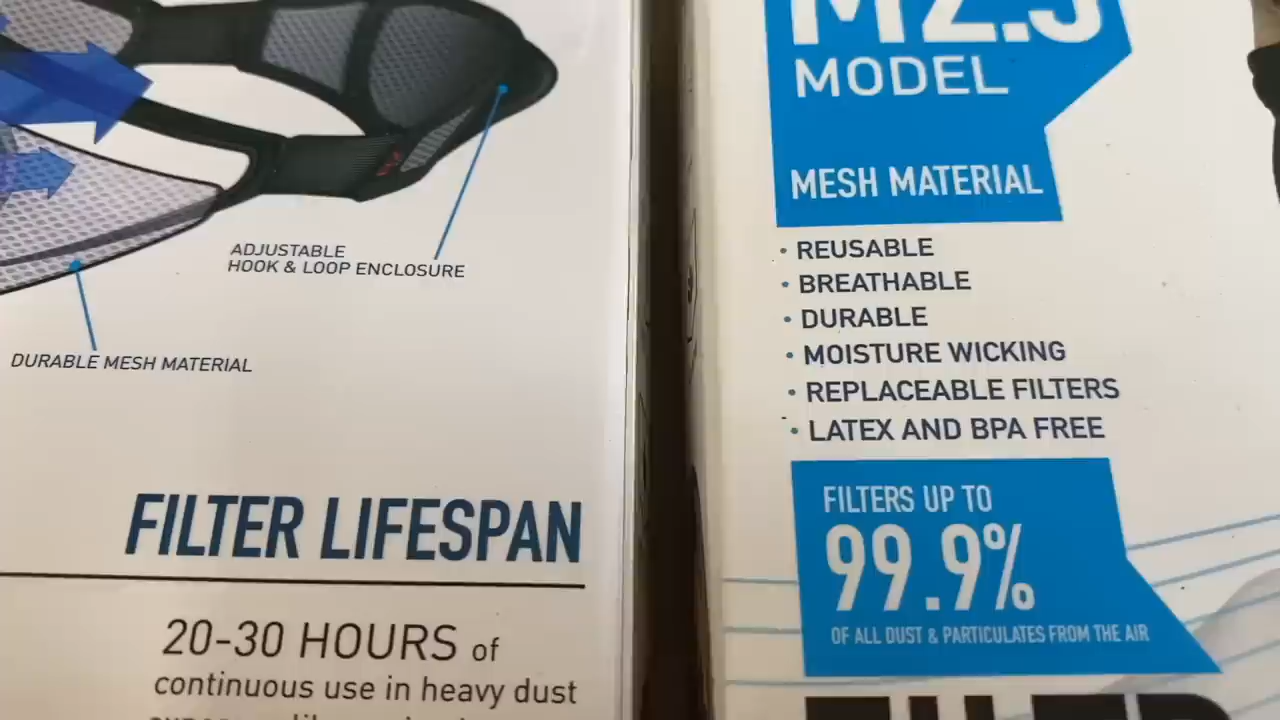 ADJUSTABLE
HOOK & LOOP ENCLOSURE
DURABLE MESH MATERIAL
FILTER LIFESPAN
20-30 HOURS of
continuous use in heavy dust
M2.5
MODEL
MESH MATERIAL
· REUSABLE
· BREATHABLE
· DURABLE
· MOISTURE WICKING
· REPLACEABLE FILTERS
· LATEX AND BPA FREE
FILTERS UP TO
99.9%
OF ALL DUST & PARTICULATES FROM THE AIR